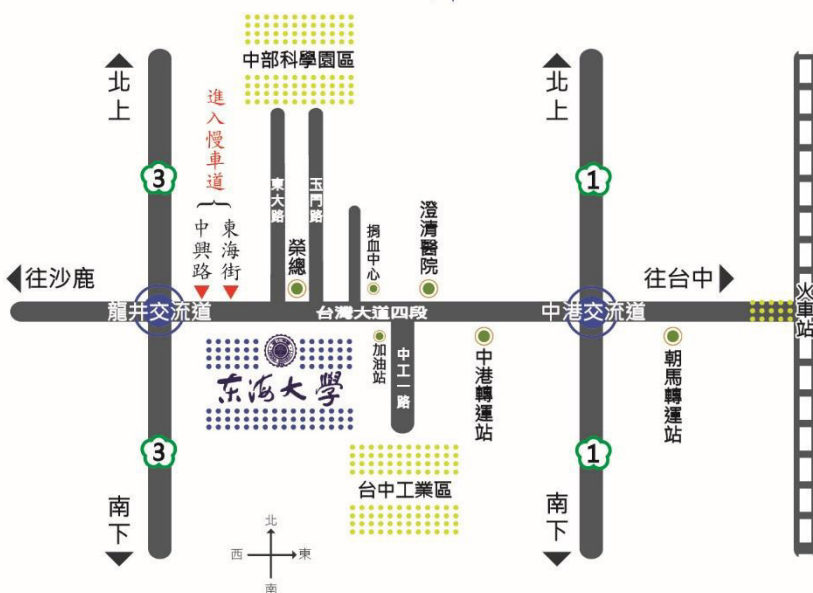 中部科學園區
北上
北上
進入慢車道
3
1
東大路
玉門路
中興路
東海街
榮總
捐血中心
澄清醫院
往沙鹿
往台中
火車站
龍井交流道
台灣大道四段
中港交流道
東海大學
加油站
中工一路
中港轉運站
朝馬轉運站
3
1
台中工業區
南下
南下
北
西
東
南